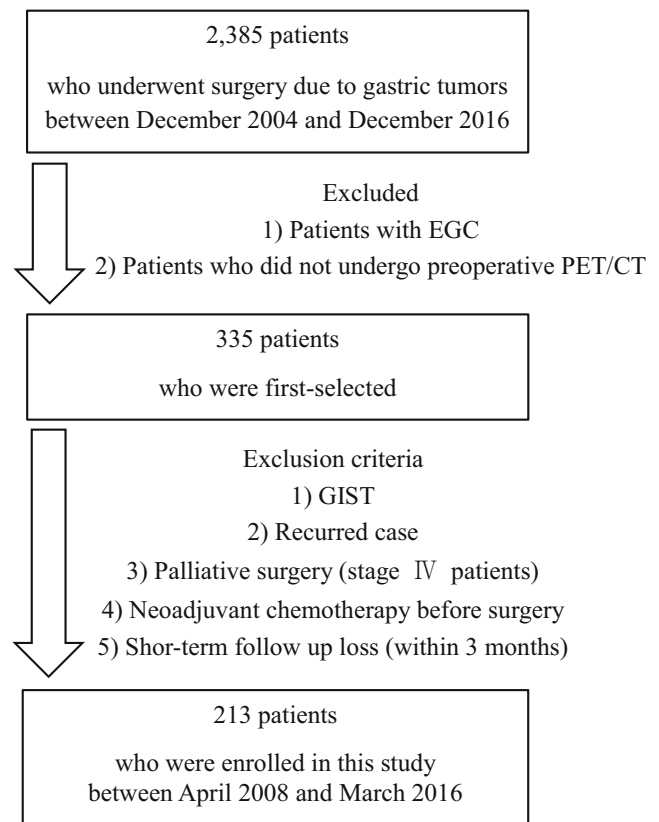 2,385 patients
who underwent surgery due to gastric tumors
between December 2004 and December 2016
Excluded
1) Patients with EGC
2) Patients who did not undergo preoperative PET/CT
335 patients
who were first-selected
Exclusion criteria
1) GIST
2) Recurred case
3) Palliative surgery (stage Ⅳ patients)
4) Neoadjuvant chemotherapy before surgery
5) Shor-term follow up loss (within 3 months)
213 patients
who were enrolled in this study
between April 2008 and March 2016